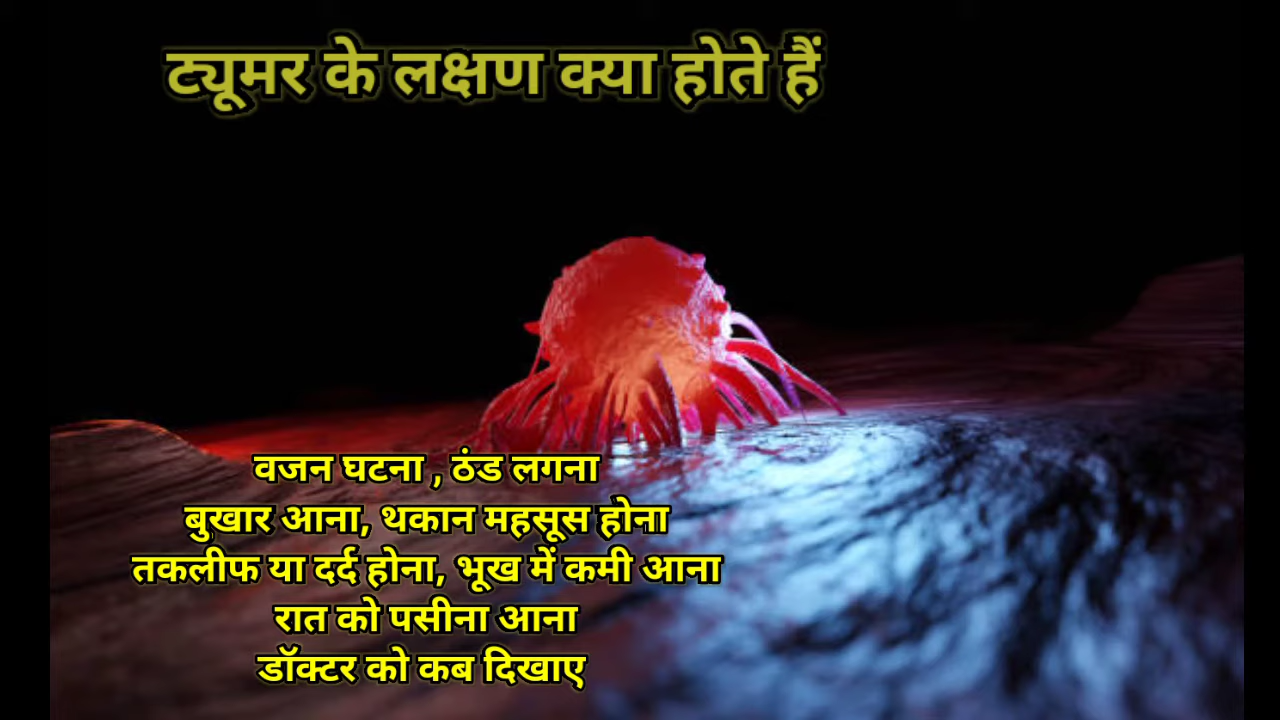 ट्यूमर के लक्षण क्या होते हैं
वजन घटना , ठंड लगना
बुखार आना, थकान महसूस होना
तकलीफ या दर्द होना, भूख में कमी आना
रात को पसीना आना
डॉक्टर को कब दिखाए